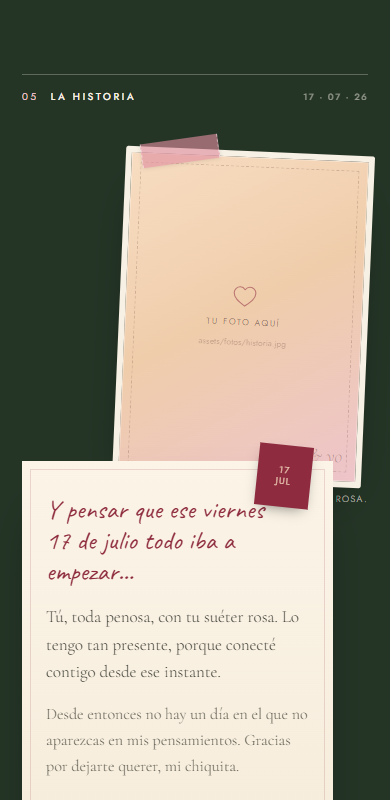 05 LA HISTORIA
17 · 07 · 26
TU FOTO AQUÍ
assets/fotos/historia.jpg
yo
17
JUL
ROSA.
Y pensar que ese viernes
17 de julio todo iba a
empezar...
Tú, toda penosa, con tu suéter rosa. Lo
tengo tan presente, porque conecté
contigo desde ese instante.
Desde entonces no hay un día en el que no
aparezcas en mis pensamientos. Gracias
por dejarte querer, mi chiquita.